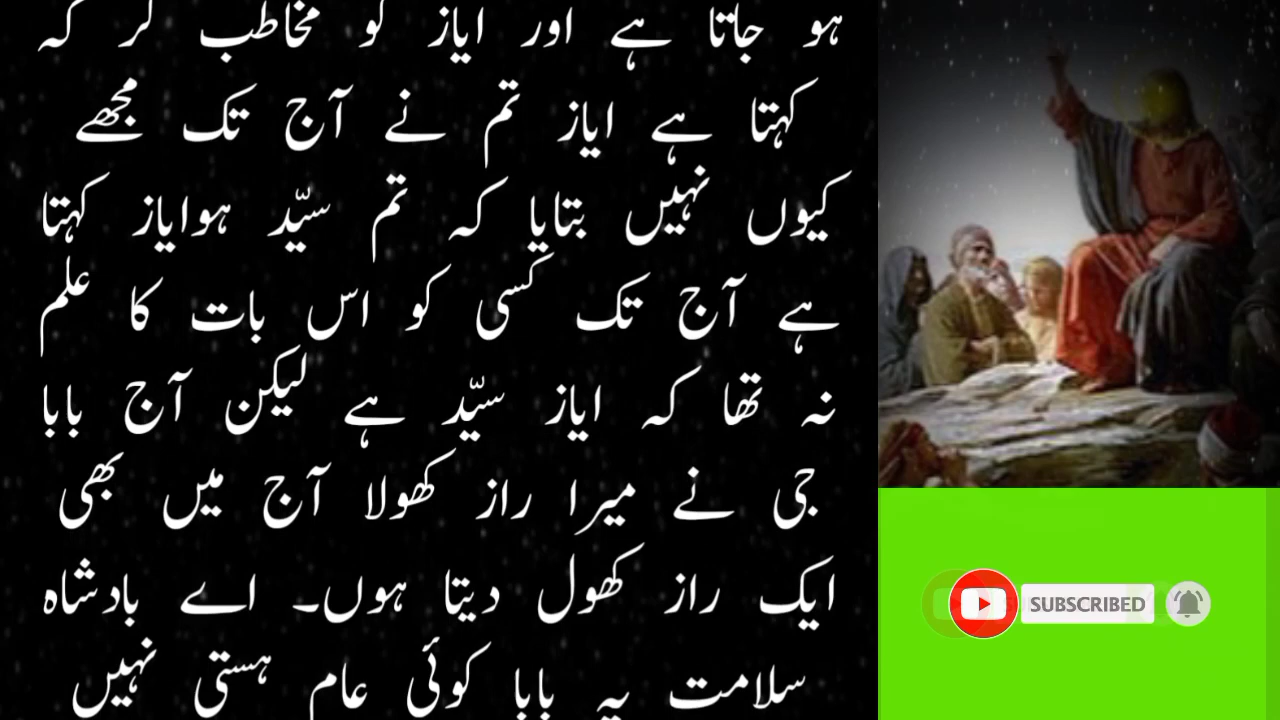 ہو جاتا ہے اور ایاز کو مخاطب کر کہ
کہتا ہے ایاز تم نے آج تک مجھے
کیوں نہیں بتایا کہ تم سیّد ہوایاز کہتا
ہے آج تک کسی کو اس بات کا علم
نہ تھا کہ ایاز سیّد ہے لیکن آج بابا
جی نے میرا راز کھولا آج میں بھی
ایک راز کھول دیتا ہوں۔ اے بادشاہ
سلامت یہ بابا کوئی عام ہستی نہیں
SUBSCRIBED